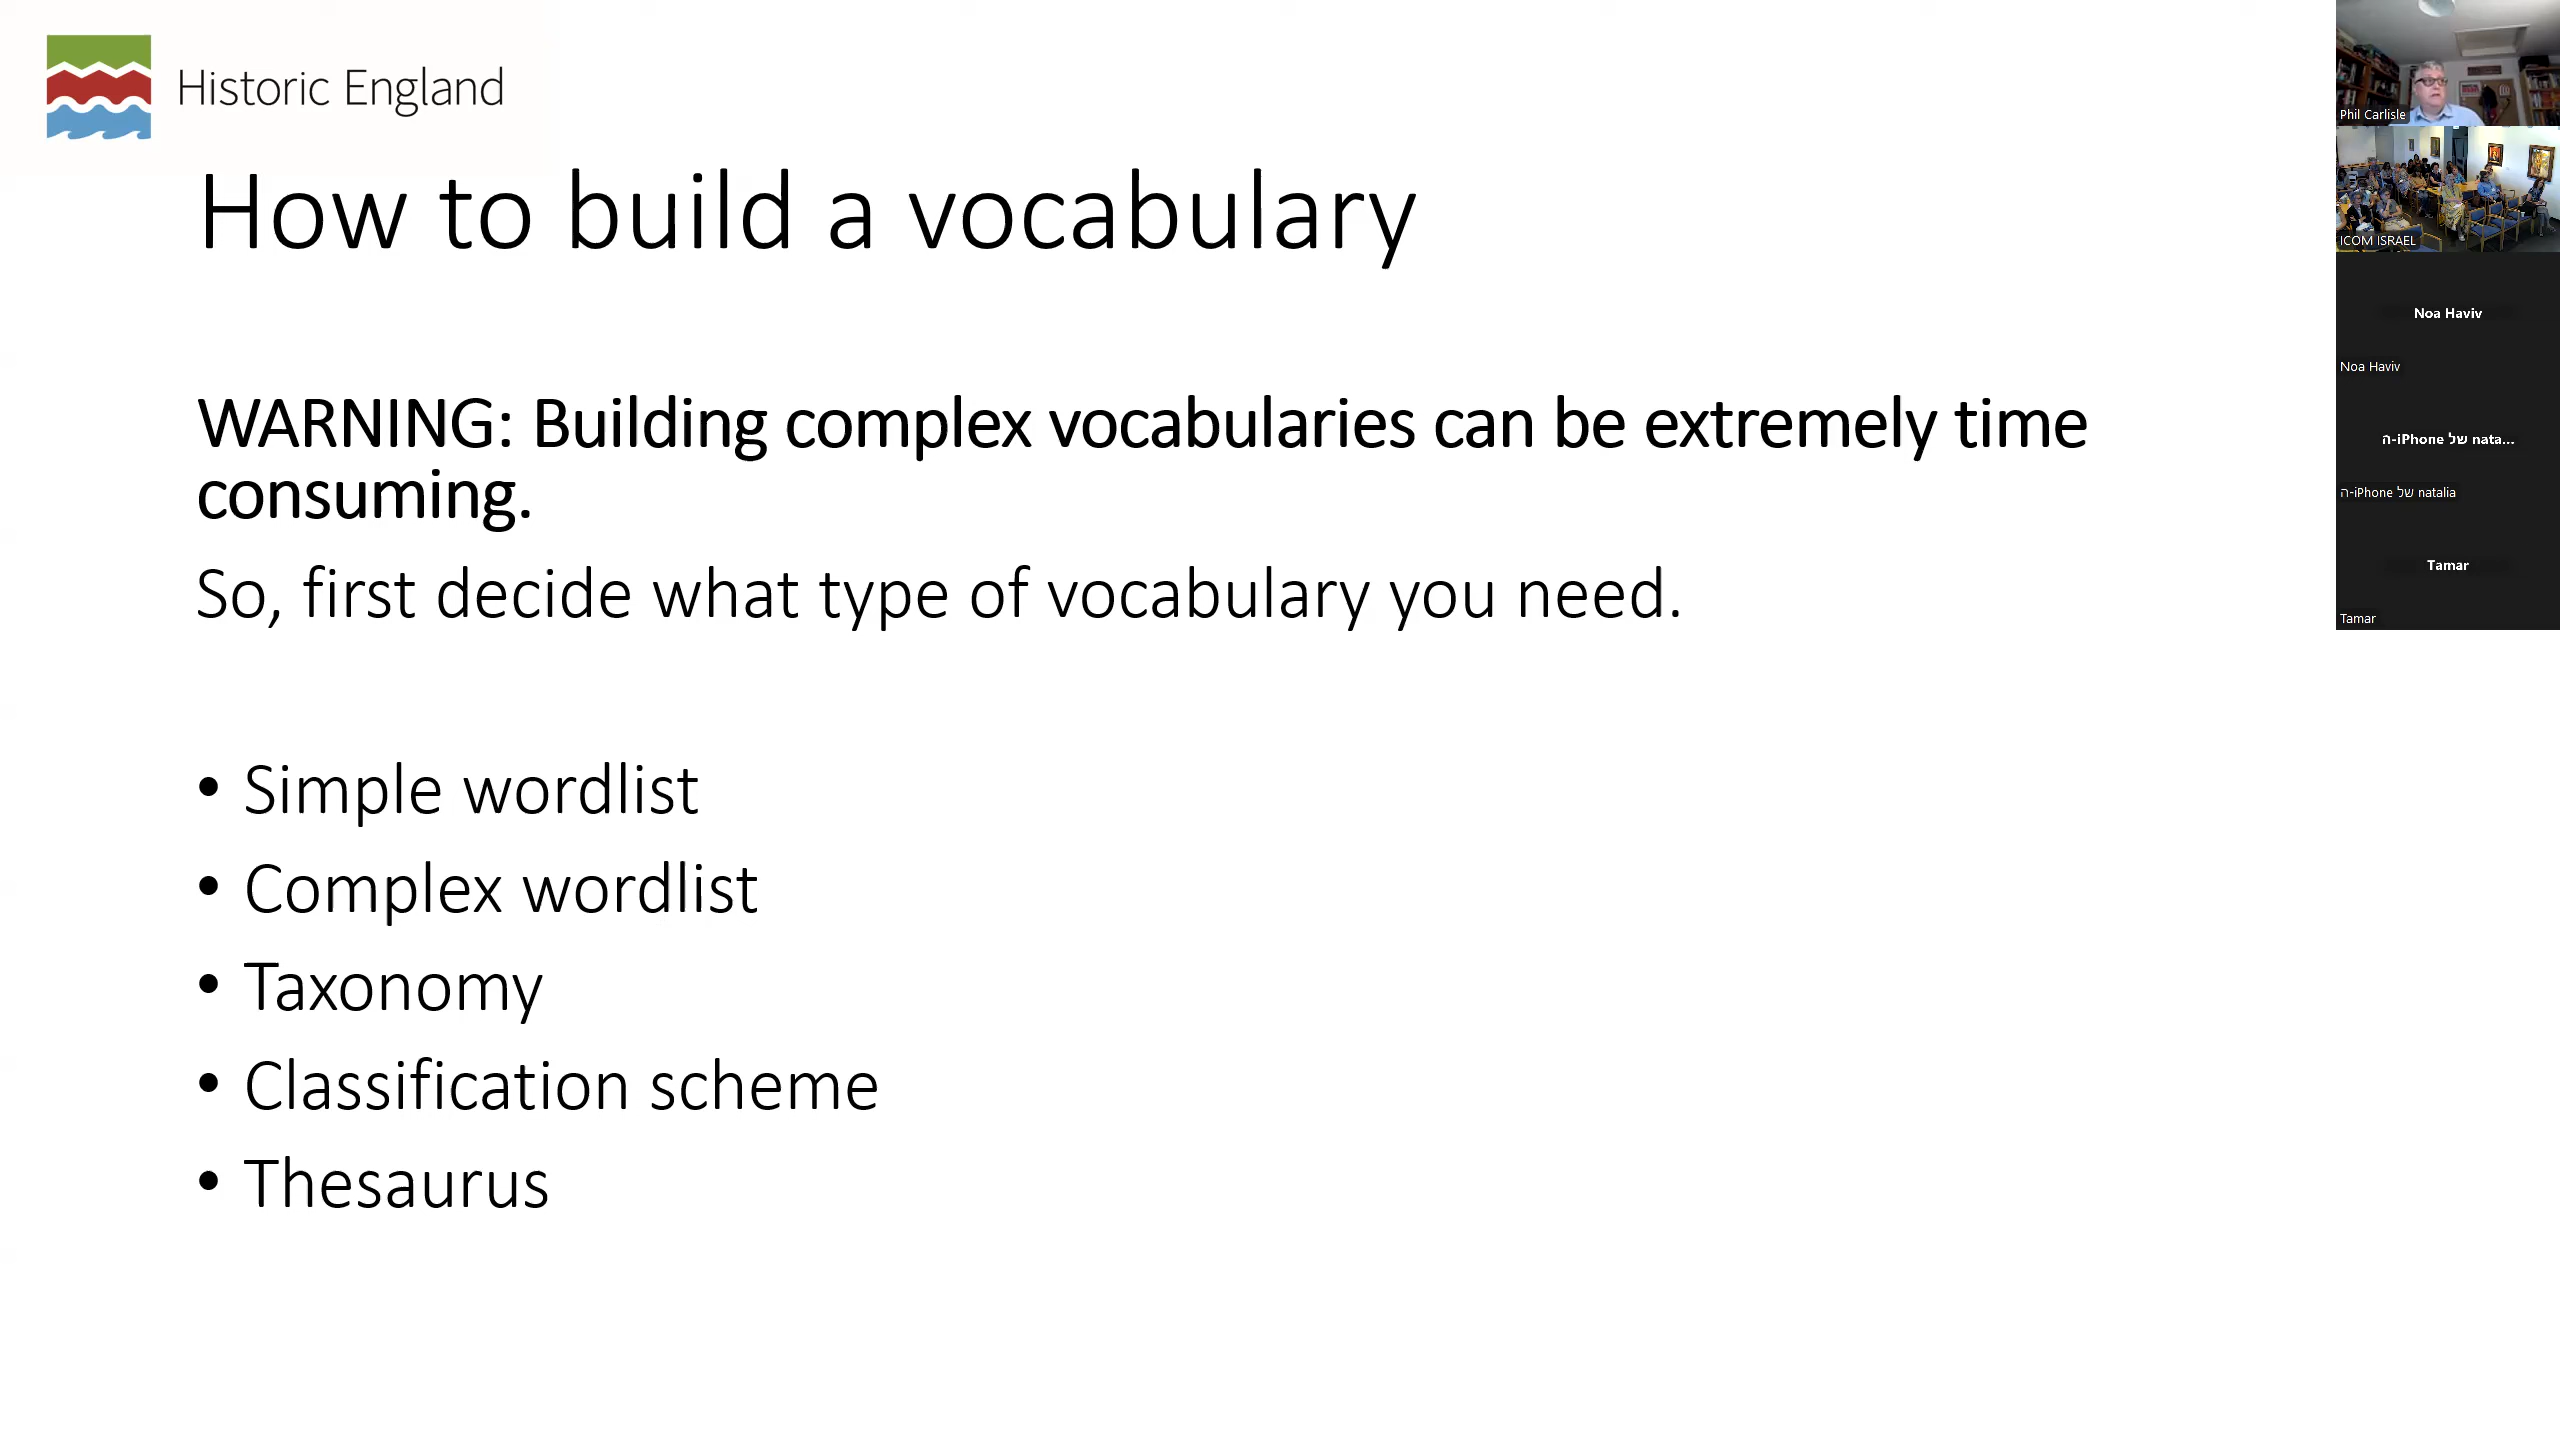 Historic England
How to build a vocabulary
WARNING: Building complex vocabularies can be extremely time
consuming.
So, first decide what type of vocabulary you need.
• Simple wordlist
• Complex wordlist
• Taxonomy
• Classification scheme
• Thesaurus
Phil Carlisle
ICOM ISRAEL
Noa Haviv
Noa Haviv
ה-iPhone של nata...
ה-iPhone של natalia
Tamar
Tamar